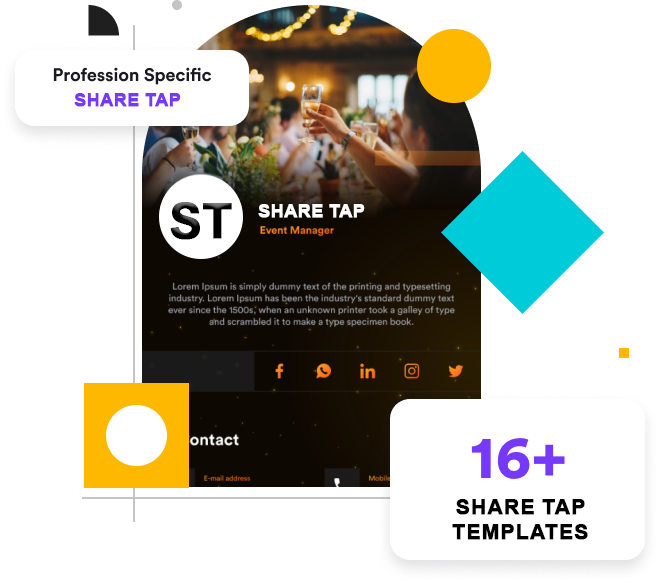 Profession Specific
SHARE TAP
ST
SHARE TAP
Event Manager
Lorem Ipsum is simply dummy text of the printing and typesetting
industry. Lorem Ipsum has been the industry's standard dummy text
ever since the 1500s, when an unknown printer took a galley of type
and scrambled it to make a type specimen book.
ontact
E-mail address
Mobile
16+
SHARE TAP
TEMPLATES